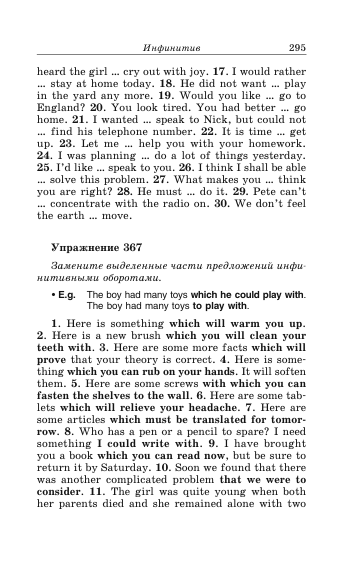 Инфинитив 295
heard the girl ... cry out with joy. 17. I would rather
... stay at home today. 18. He did not want ... play
in the yard any more. 19. Would you like ... go to
England? 20. You look tired. You had better ... go
home. 21. I wanted ... speak to Nick, but could not
... find his telephone number. 22. It is time ... get
up. 23. Let me ... help you with your homework.
24. I was planning ... do a lot of things yesterday.
25. I'd like ... speak to you. 26. I think I shall be able
... solve this problem. 27. What makes you ... think
you are right? 28. He must ... do it. 29. Pete can't
... concentrate with the radio on. 30. We don't feel
the earth ... move.
Упражнение 367
Замените выделенные части предложений инфи-
нитивными оборотами.
• E.g. The boy had many toys which he could play with.
The boy had many toys to play with.
1. Here is something which will warm you up.
2. Here is a new brush which you will clean your
teeth with. 3. Here are some more facts which will
prove that your theory is correct. 4. Here is some-
thing which you can rub on your hands. It will soften
them. 5. Here are some screws with which you can
fasten the shelves to the wall. 6. Here are some tab-
lets which will relieve your headache. 7. Here are
some articles which must be translated for tomor-
row. 8. Who has a pen or a pencil to spare? I need
something I could write with. 9. I have brought
you a book which you can read now, but be sure to
return it by Saturday. 10. Soon we found that there
was another complicated problem that we were to
consider. 11. The girl was quite young when both
her parents died and she remained alone with two